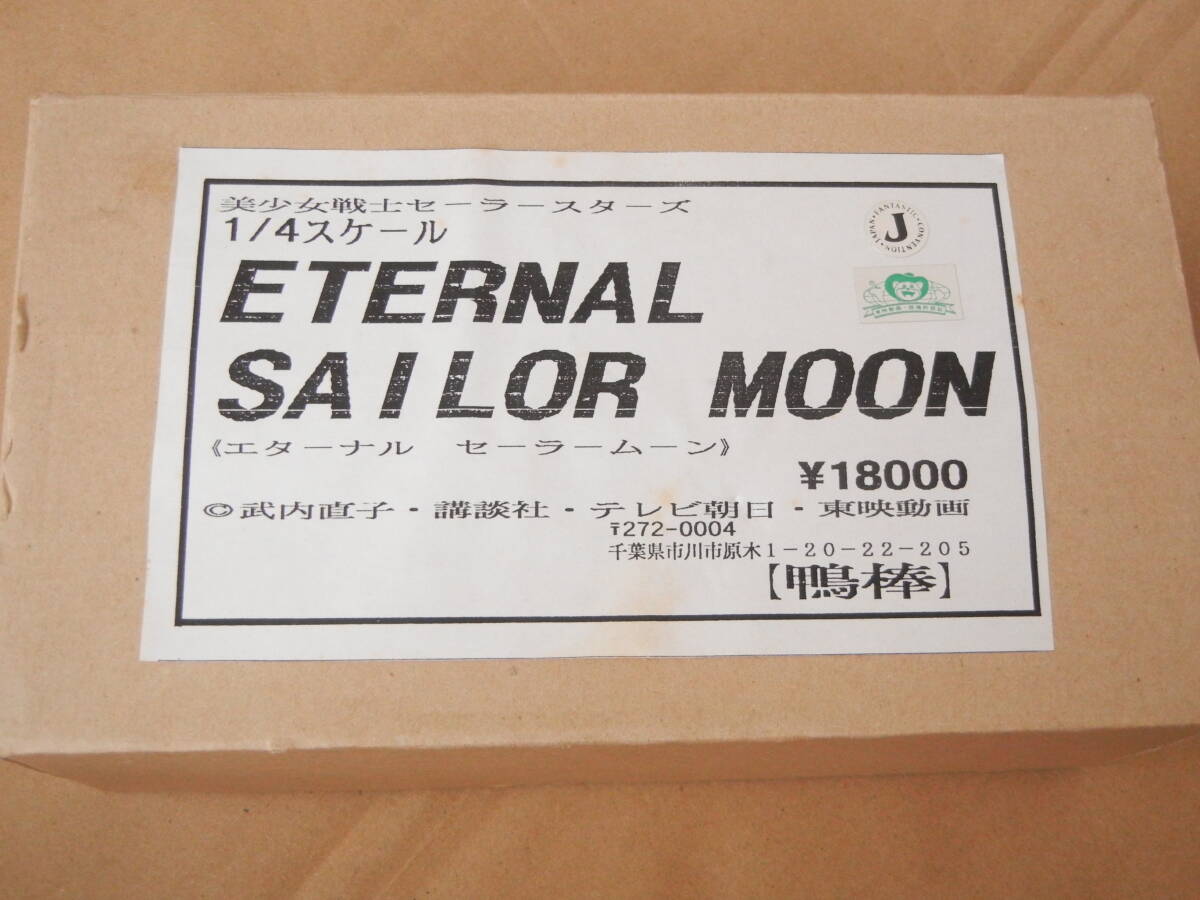 美少女戦士セーラースターズ
1/4スケール
ETERNAL
SAILOR MOON
《エターナル セーラームーン》
¥18000
©武内直子・講談社・テレビ朝日・東映動画
〒272-0004
千葉県市川市原木1-20-22-205
【鴨棒】
JAPAN・FANTASTIC・CONVENTION
J